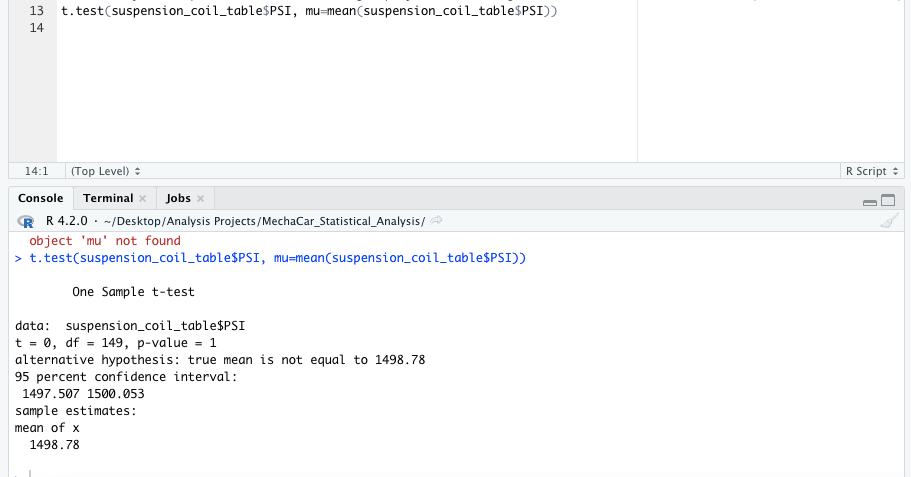 13 t.test(suspension_coil_table$PSI, mu=mean(suspension_coil_table$PSI))
14
14:1 (Top Level) R Script
Console Terminal Jobs
R 4.2.0 · ~/Desktop/Analysis Projects/MechaCar_Statistical_Analysis/
object 'mu' not found
> t.test(suspension_coil_table$PSI, mu=mean(suspension_coil_table$PSI))
One Sample t-test
data: suspension_coil_table$PSI
t = 0, df = 149, p-value = 1
alternative hypothesis: true mean is not equal to 1498.78
95 percent confidence interval:
1497.507 1500.053
sample estimates:
mean of x
1498.78